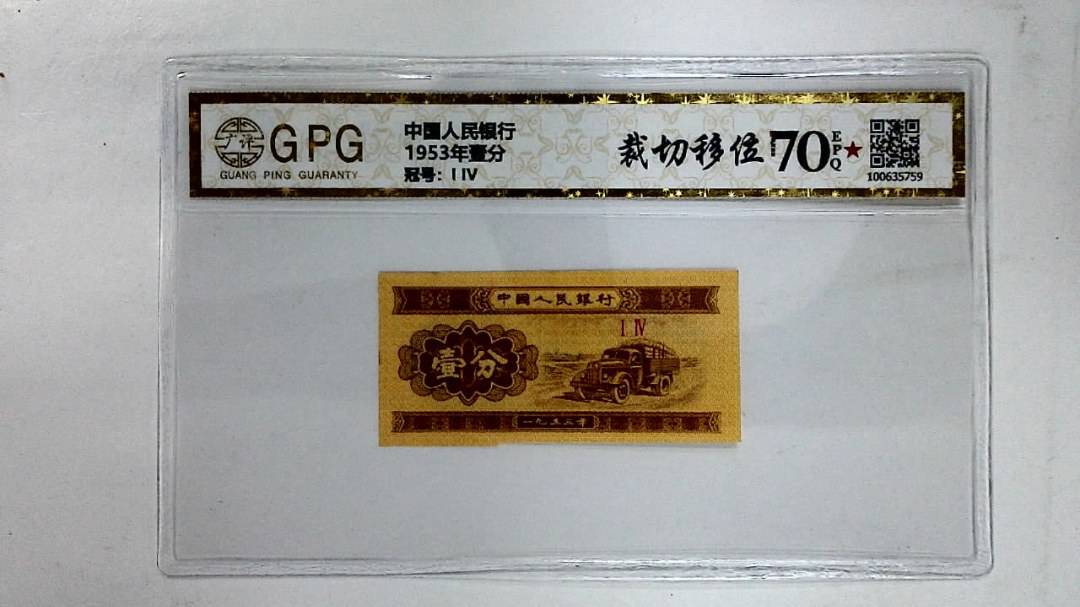 广评
GPG
GUANG PING GUARANTY
中国人民银行
1953年壹分
冠号: I IV
裁切移位
70
EPQ
★
100635759
中國人民銀行
I IV
壹分
一九五三年